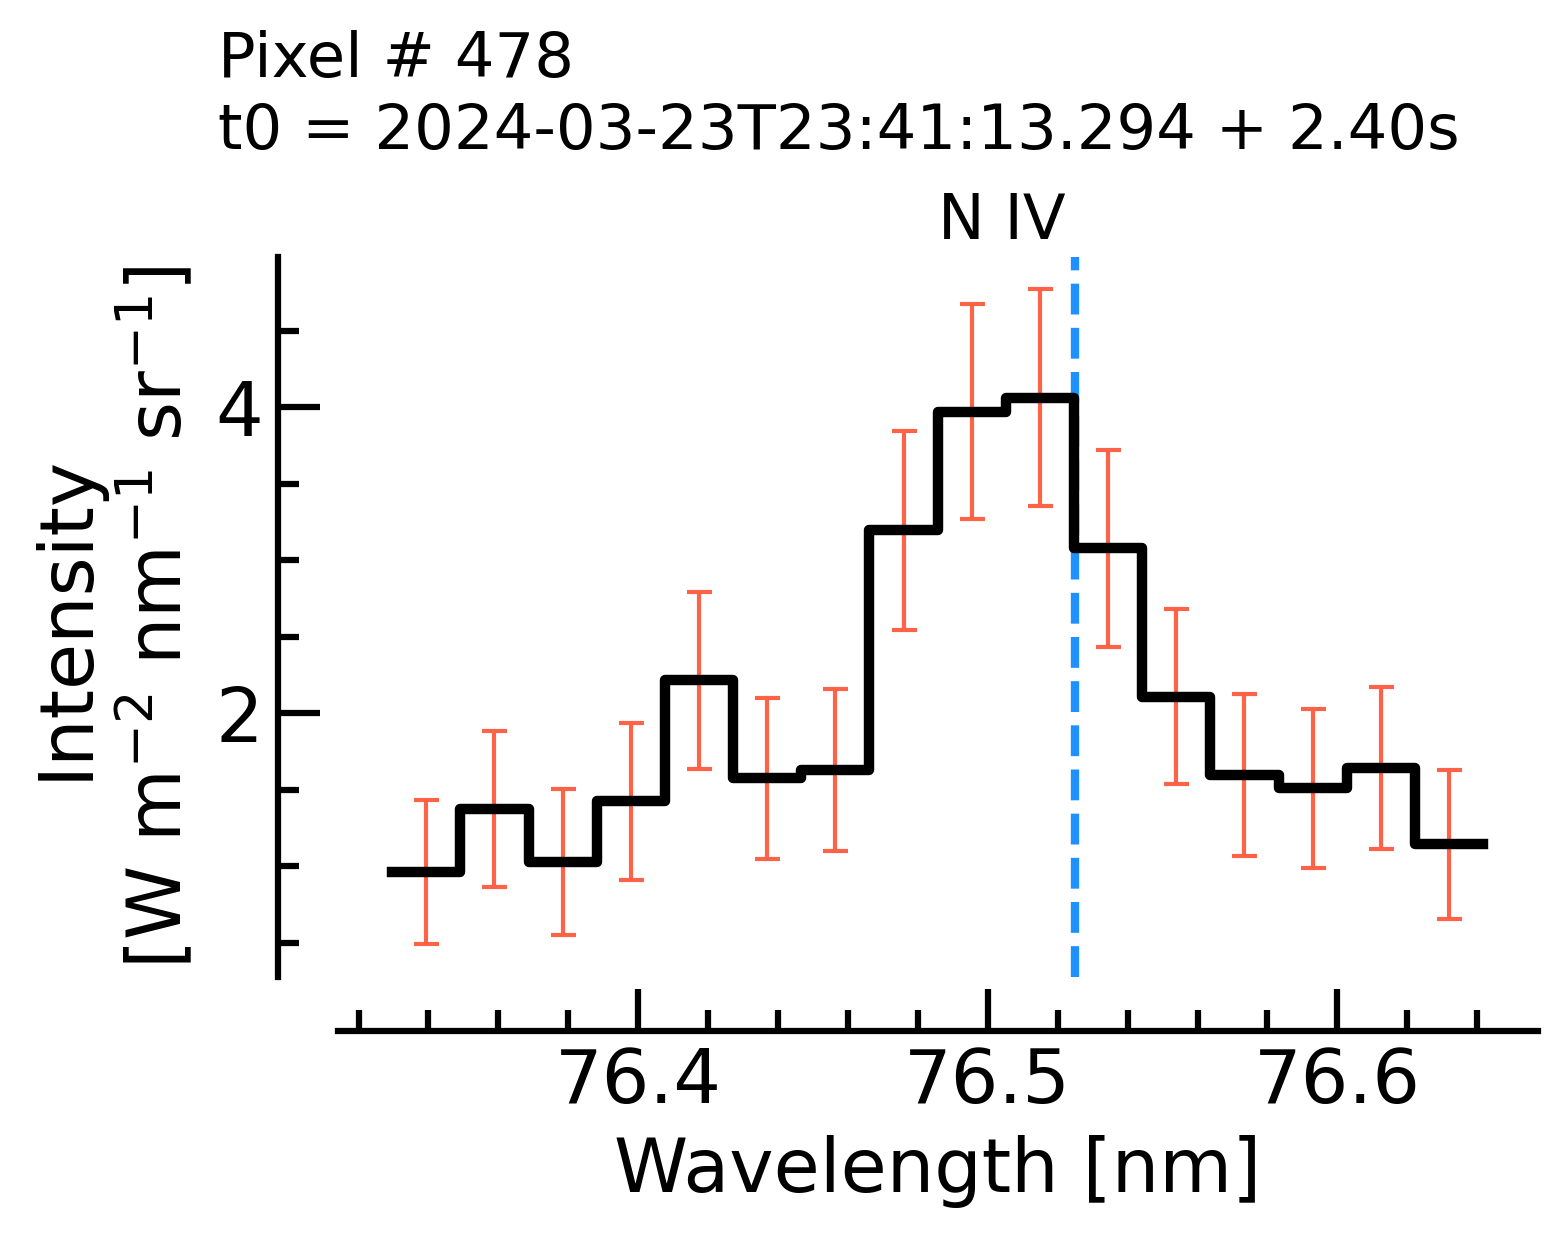 Pixel # 478
t0 = 2024-03-23T23:41:13.294 + 2.40s
N IV
Intensity
[W m⁻² nm⁻¹ sr⁻¹]
4
2
76.4 76.5 76.6
Wavelength [nm]